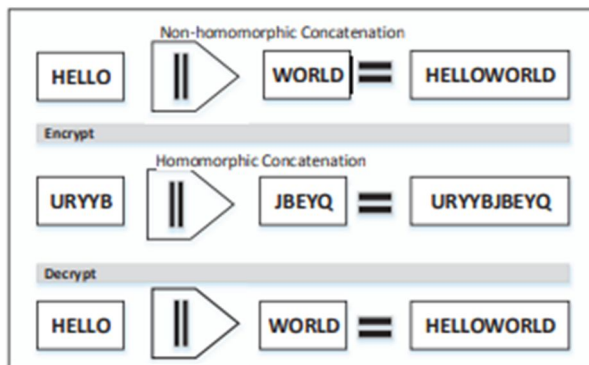 Non-homomorphic Concatenation
HELLO || WORLD = HELLOWORLD
Encrypt
Homomorphic Concatenation
URYYB || JBEYQ = URYYBJBEYQ
Decrypt
HELLO || WORLD = HELLOWORLD